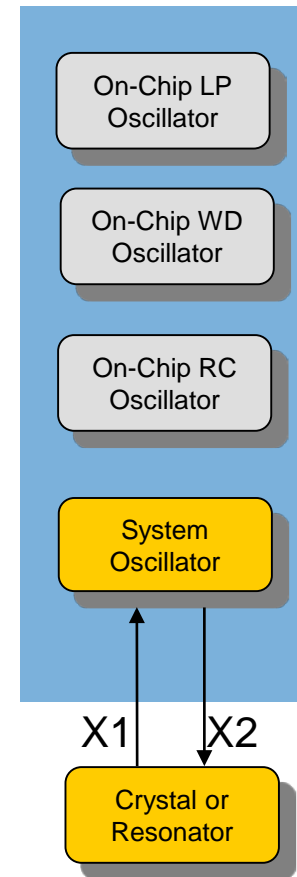 On-Chip LP
Oscillator
On-Chip WD
Oscillator
On-Chip RC
Oscillator
System
Oscillator
X1 X2
Crystal or
Resonator